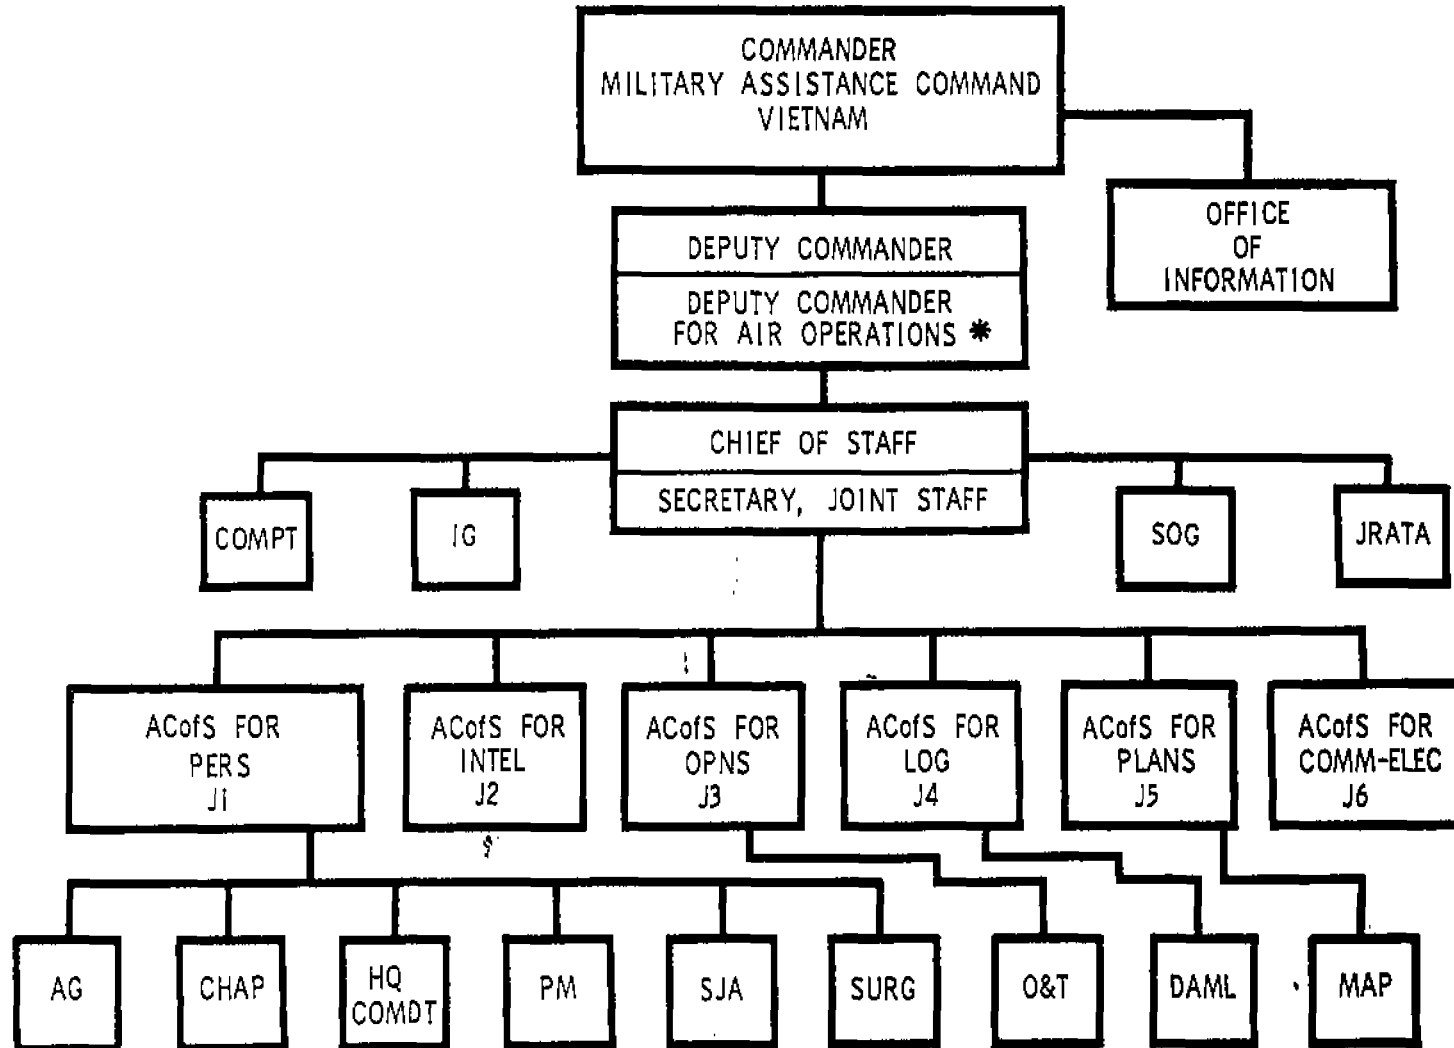 COMMANDER
MILITARY ASSISTANCE COMMAND
VIETNAM
OFFICE
OF
INFORMATION
DEPUTY COMMANDER
DEPUTY COMMANDER
FOR AIR OPERATIONS *
CHIEF OF STAFF
SECRETARY, JOINT STAFF
COMPT
IG
SOG
JRATA
ACofS FOR
PERS
J1
ACofS FOR
INTEL
J2
ACofS FOR
OPNS
J3
ACofS FOR
LOG
J4
ACofS FOR
PLANS
J5
ACofS FOR
COMM-ELEC
J6
AG
CHAP
HQ
COMDT
PM
SJA
SURG
O&T
DAML
MAP